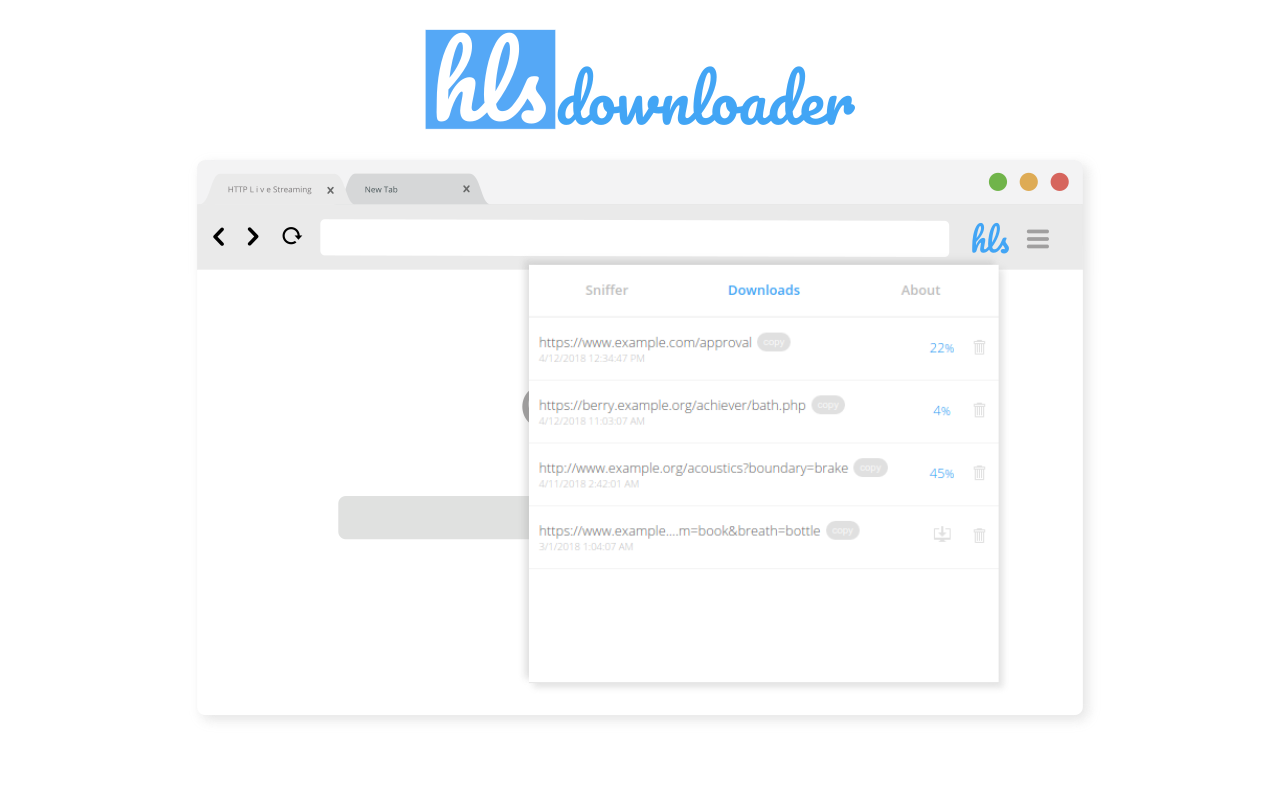 hls downloader
HTTP L i v e Streaming x New Tab x
hls
Sniffer Downloads About
https://www.example.com/approval copy 22%
4/12/2018 12:34:47 PM
https://berry.example.org/achiever/bath.php copy 4%
4/12/2018 11:03:07 AM
http://www.example.org/acoustics?boundary=brake copy 45%
4/11/2018 2:42:01 AM
https://www.example....m=book&breath=bottle copy
3/1/2018 1:04:07 AM